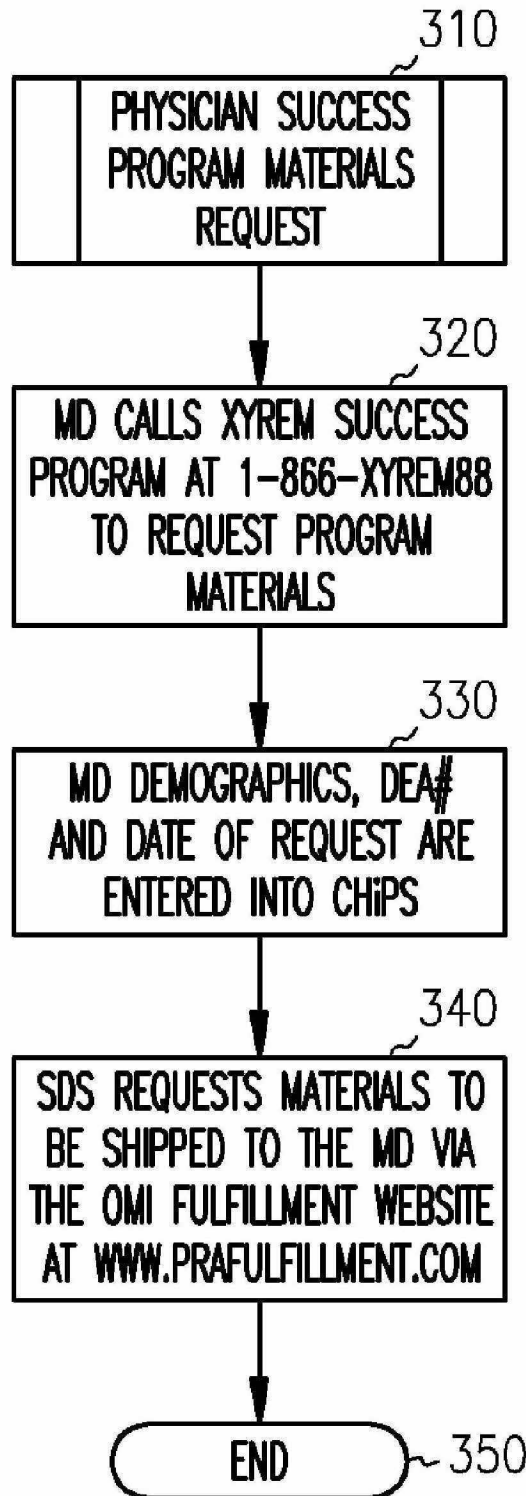 310
PHYSICIAN SUCCESS
PROGRAM MATERIALS
REQUEST
320
MD CALLS XYREM SUCCESS
PROGRAM AT 1-866-XYREM88
TO REQUEST PROGRAM
MATERIALS
330
MD DEMOGRAPHICS, DEA#
AND DATE OF REQUEST ARE
ENTERED INTO CHiPS
340
SDS REQUESTS MATERIALS TO
BE SHIPPED TO THE MD VIA
THE OMI FULFILLMENT WEBSITE
AT WWW.PRAFULFILLMENT.COM
END
350